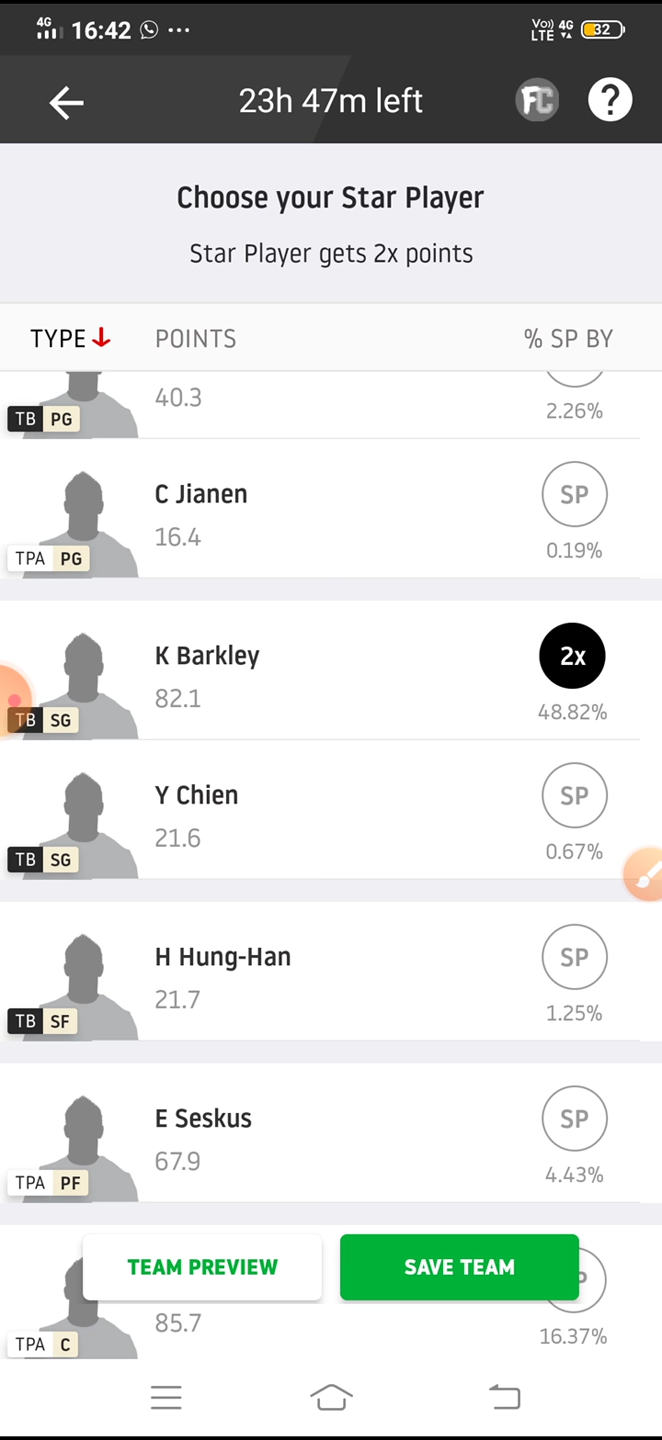 4G 16:42 ... Vo)) LTE 4G 32
23h 47m left FC ?
Choose your Star Player
Star Player gets 2x points
TYPE POINTS % SP BY
40.3
TB PG 2.26%
C Jianen SP
16.4
TPA PG 0.19%
K Barkley 2x
82.1
TB SG 48.82%
Y Chien SP
21.6
TB SG 0.67%
H Hung-Han SP
21.7
TB SF 1.25%
E Seskus SP
67.9
TPA PF 4.43%
TEAM PREVIEW SAVE TEAM
85.7
TPA C 16.37%